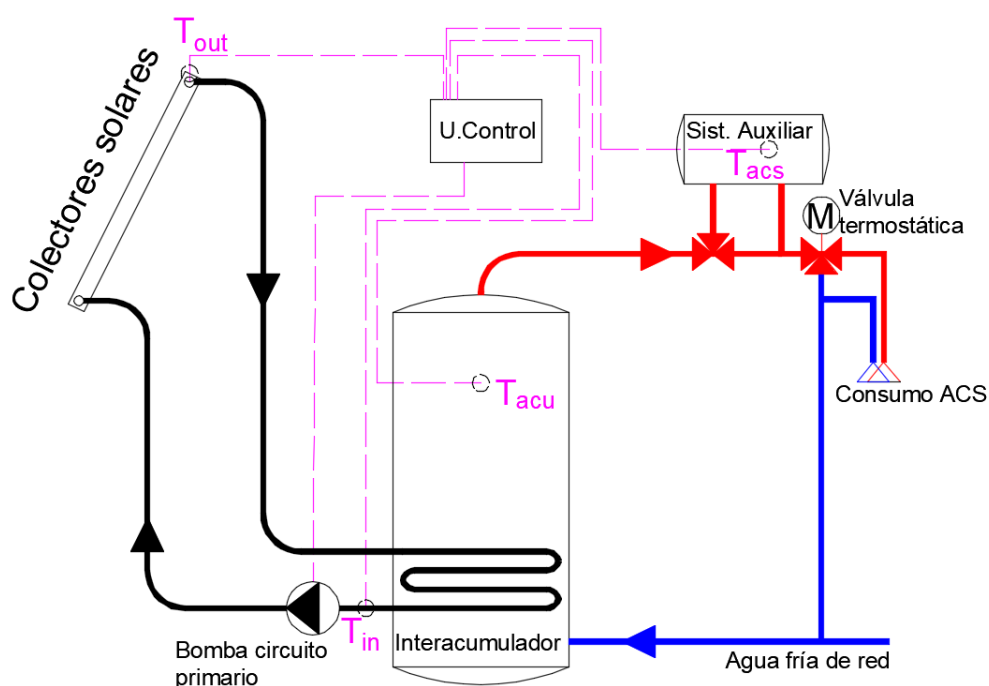 Tout
Colectores solares
U.Control
Sist. Auxiliar
Tacs
M
Válvula
termostática
Tacu
Consumo ACS
Tin
Interacumulador
Bomba circuito
primario
Agua fría de red